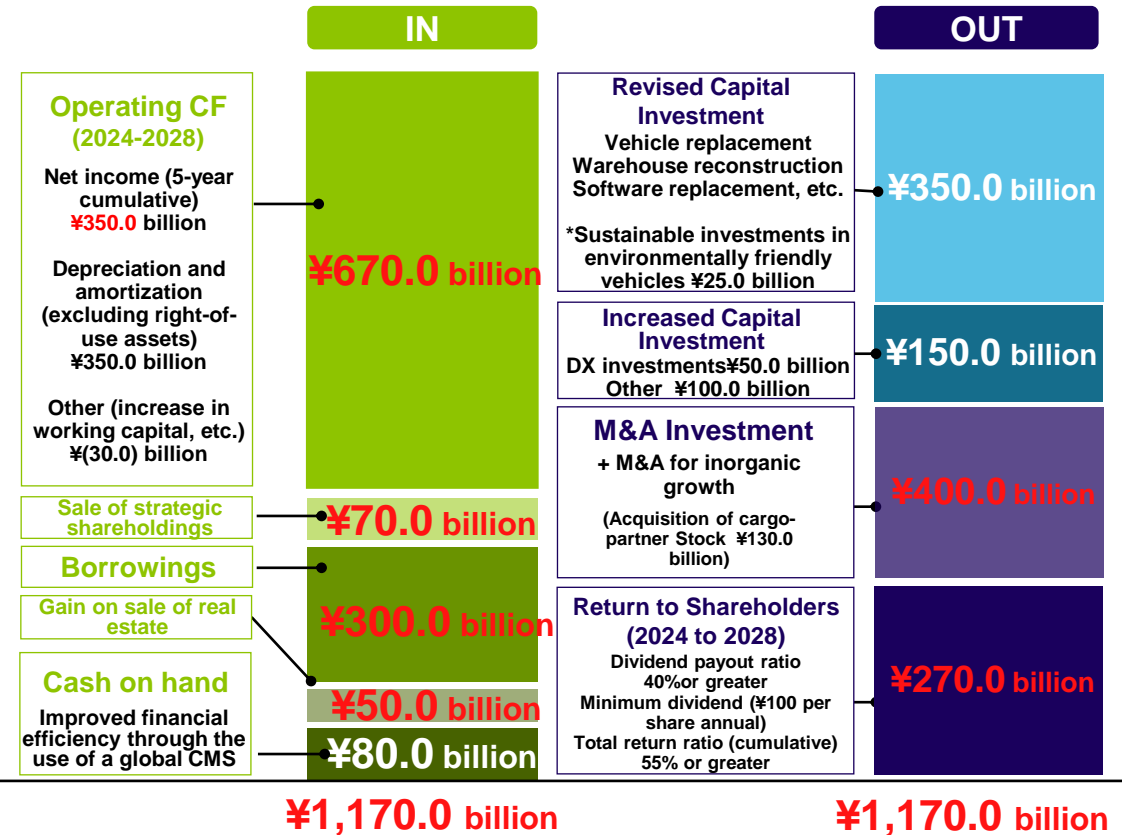 IN
OUT
Operating CF
(2024-2028)
Net income (5-year
cumulative)
¥350.0 billion
Depreciation and
amortization
(excluding right-of-
use assets)
¥350.0 billion
Other (increase in
working capital, etc.)
¥(30.0) billion
Sale of strategic
shareholdings
Borrowings
Gain on sale of real
estate
Cash on hand
Improved financial
efficiency through the
use of a global CMS
¥670.0 billion
¥70.0 billion
¥300.0 billion
¥50.0 billion
¥80.0 billion
¥1,170.0 billion
Revised Capital
Investment
Vehicle replacement
Warehouse reconstruction
Software replacement, etc.
*Sustainable investments in
environmentally friendly
vehicles ¥25.0 billion
Increased Capital
Investment
DX investments¥50.0 billion
Other ¥100.0 billion
M&A Investment
+ M&A for inorganic
growth
(Acquisition of cargo-
partner Stock ¥130.0
billion)
Return to Shareholders
(2024 to 2028)
Dividend payout ratio
40%or greater
Minimum dividend (¥100 per
share annual)
Total return ratio (cumulative)
55% or greater
¥350.0 billion
¥150.0 billion
¥400.0 billion
¥270.0 billion
¥1,170.0 billion